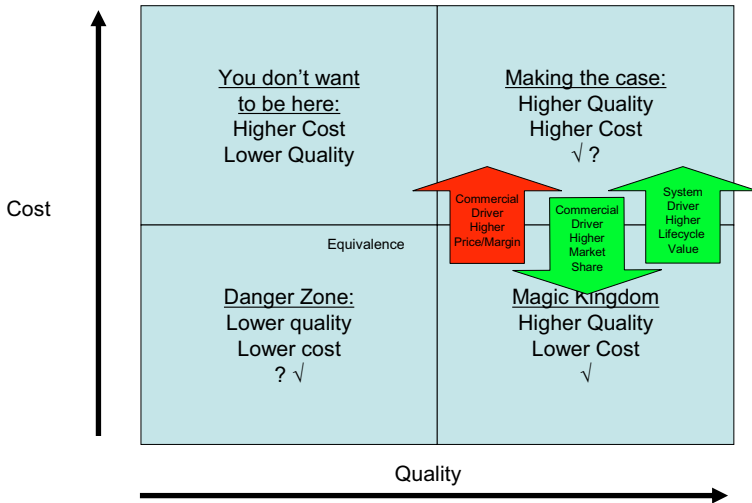 You don't want
to be here:
Higher Cost
Lower Quality
Making the case:
Higher Quality
Higher Cost
√ ?
Cost
Commercial
Driver
Higher
Price/Margin
Commercial
Driver
Higher
Market
Share
System
Driver
Higher
Lifecycle
Value
Equivalence
Danger Zone:
Lower quality
Lower cost
? √
Magic Kingdom
Higher Quality
Lower Cost
√
Quality